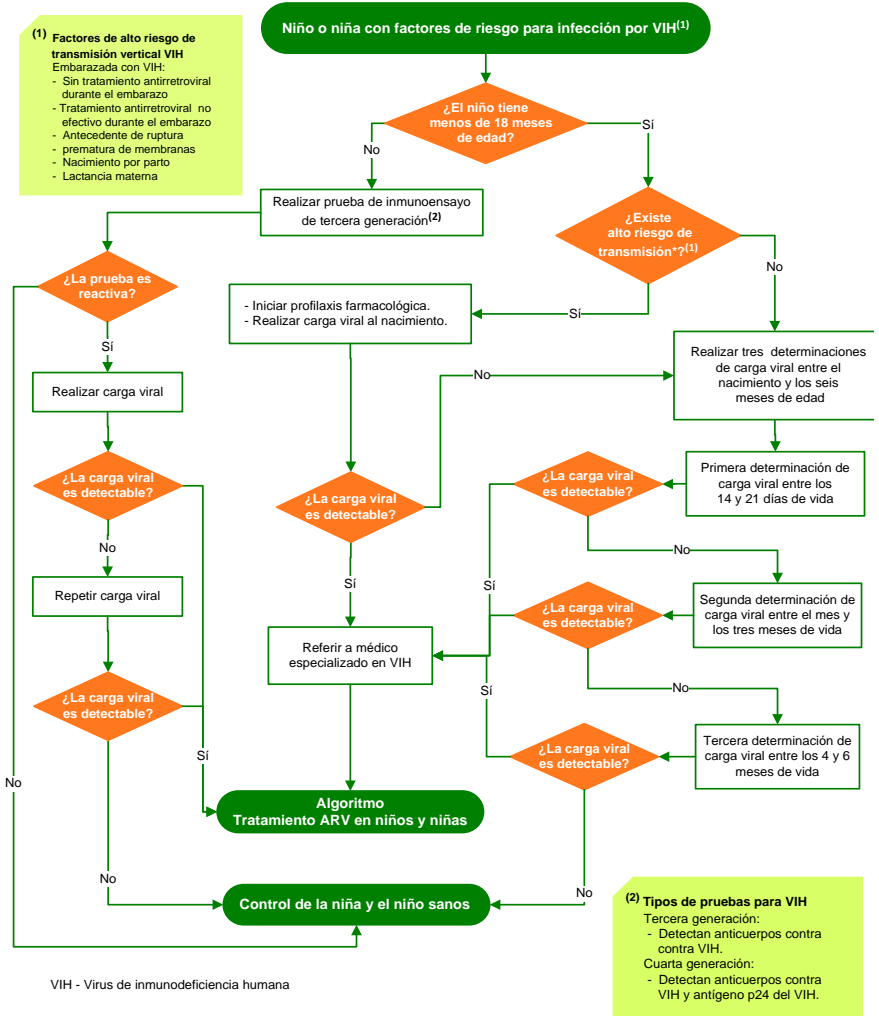 Niño o niña con factores de riesgo para infección por VIH(1)
(1) Factores de alto riesgo de
transmisión vertical VIH
Embarazada con VIH:
- Sin tratamiento antirretroviral
durante el embarazo
- Tratamiento antirretroviral no
efectivo durante el embarazo
- Antecedente de ruptura
- prematura de membranas
- Nacimiento por parto
- Lactancia materna
¿El niño tiene
menos de 18 meses
de edad?
No
Sí
Realizar prueba de inmunoensayo
de tercera generación(2)
¿Existe
alto riesgo de
transmisión*?(1)
No
Sí
¿La prueba es
reactiva?
Sí
No
- Iniciar profilaxis farmacológica.
- Realizar carga viral al nacimiento.
Realizar tres determinaciones
de carga viral entre el
nacimiento y los seis
meses de edad
Realizar carga viral
No
¿La carga viral
es detectable?
¿La carga viral
es detectable?
¿La carga viral
es detectable?
Primera determinación de
carga viral entre los
14 y 21 días de vida
No
No
Sí
Sí
Repetir carga viral
¿La carga viral
es detectable?
Segunda determinación de
carga viral entre el mes y
los tres meses de vida
Referir a médico
especializado en VIH
No
Sí
¿La carga viral
es detectable?
Sí
¿La carga viral
es detectable?
Tercera determinación de
carga viral entre los 4 y 6
meses de vida
Algoritmo
Tratamiento ARV en niños y niñas
No
No
Control de la niña y el niño sanos
(2) Tipos de pruebas para VIH
Tercera generación:
- Detectan anticuerpos contra
contra VIH.
Cuarta generación:
- Detectan anticuerpos contra
VIH y antígeno p24 del VIH.
VIH - Virus de inmunodeficiencia humana